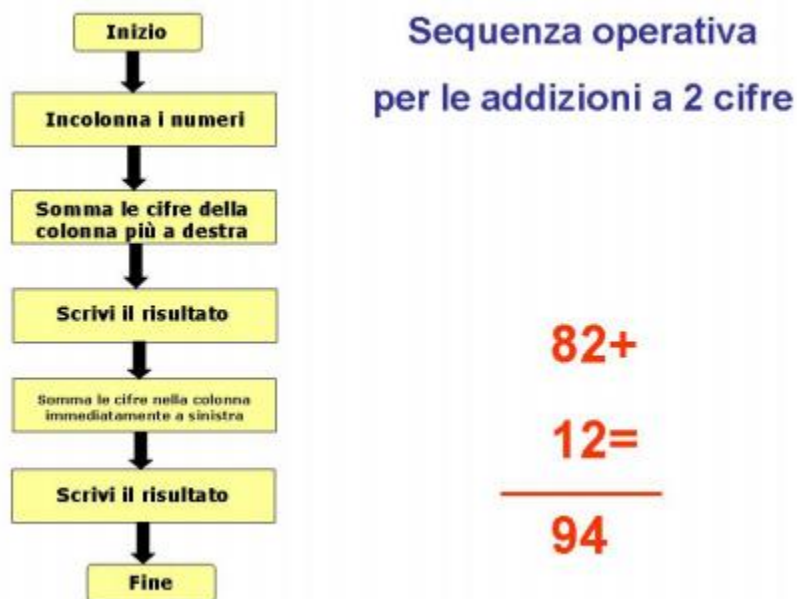 Inizio
Incolonna i numeri
Somma le cifre della
colonna più a destra
Scrivi il risultato
Somma le cifre nella colonna
immediatamente a sinistra
Scrivi il risultato
Fine
Sequenza operativa
per le addizioni a 2 cifre
82+
12=
94